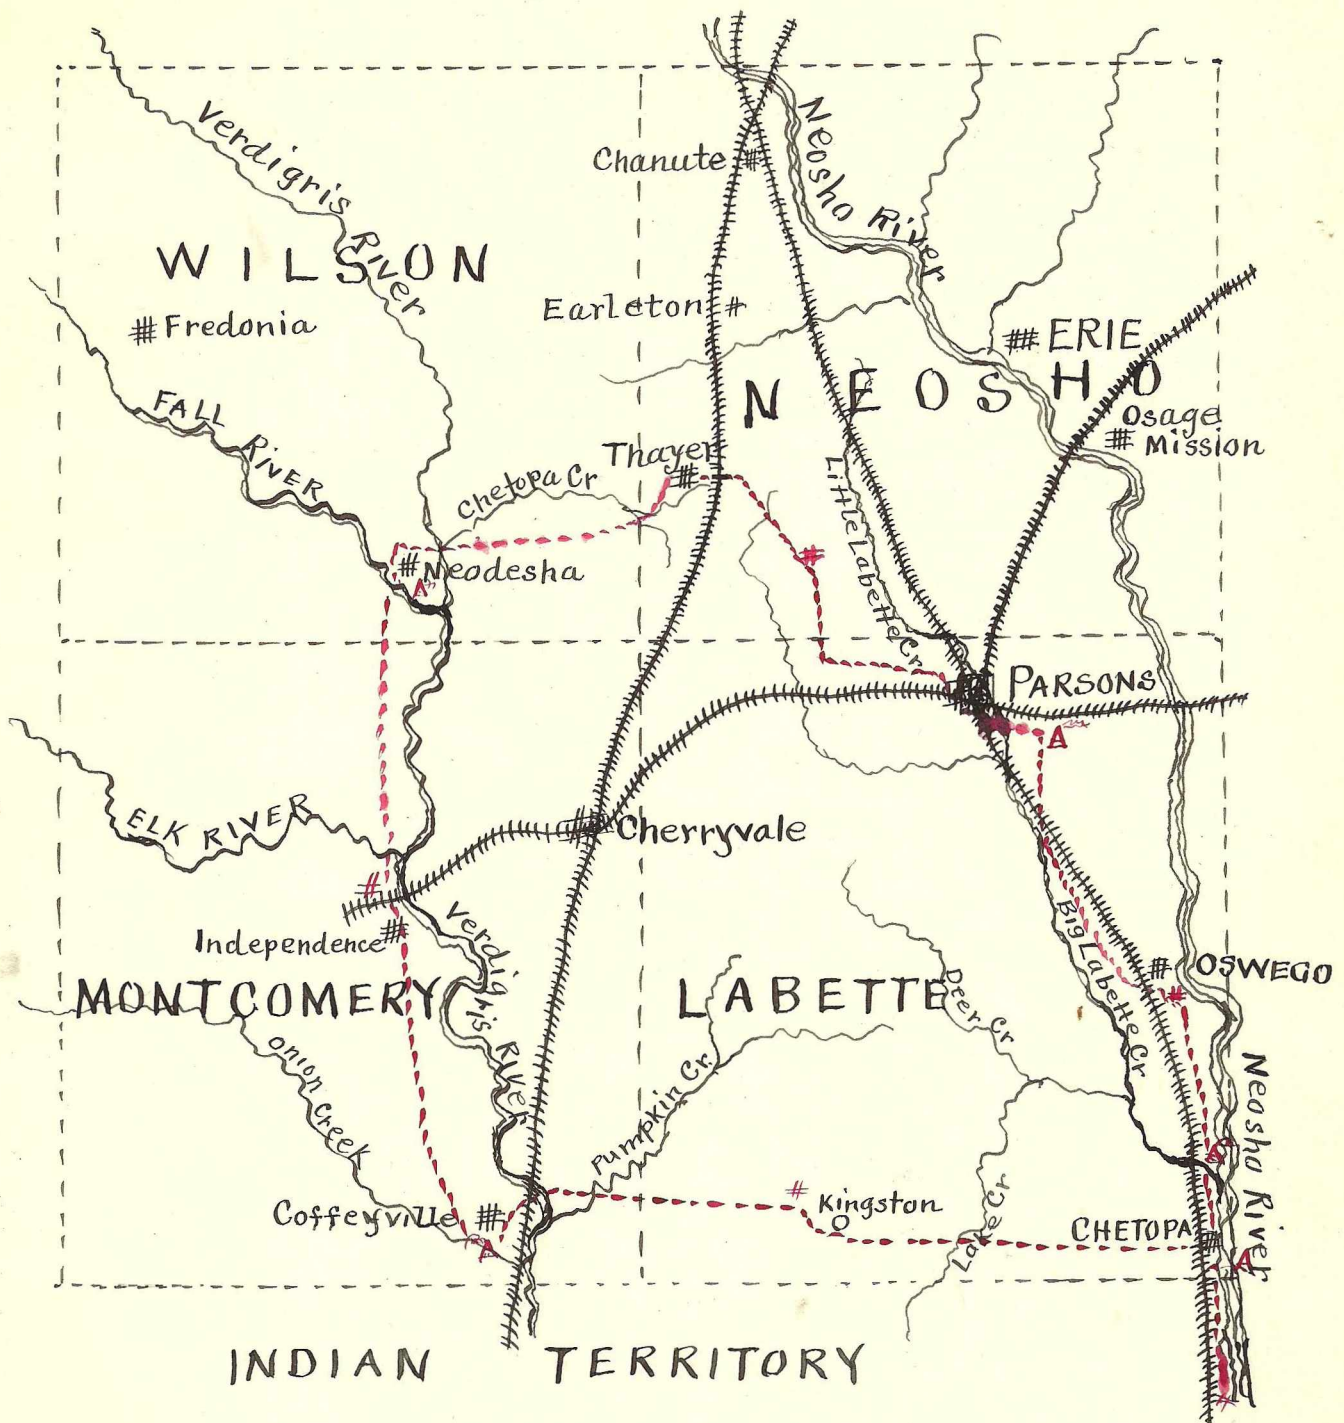 Verdigris River
Neosho River
Chanute
WILSON
Fredonia
Earleton
ERIE
NEOSHO
FALL RIVER
Osage
Mission
Thayer
Chetopa Cr
Little Labette Cr
Neodesha
A
PARSONS
A
ELK RIVER
Cherryvale
Independence
Verdigris River
Big Labette Cr
OSWEGO
MONTGOMERY
LABETTE
Deer Cr
Onion Creek
Pumpkin Cr.
Neosho River
A
Coffeyville
A
Kingston
Lake Cr.
CHETOPA
A
INDIAN TERRITORY